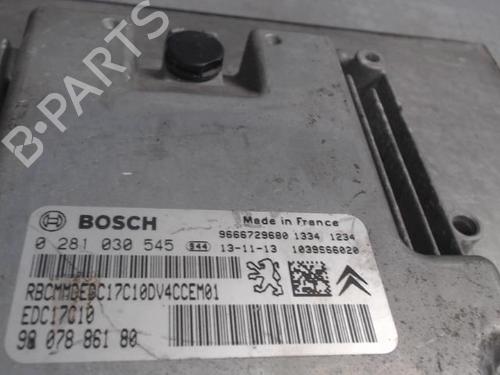 B-PARTS
BOSCH
Made in France
9666729680 1334 1234
0 281 030 545 944 13-11-13 1039S66020
RBCMMDEDC17C10DV4CCEM01
EDC17C10
98 078 861 80